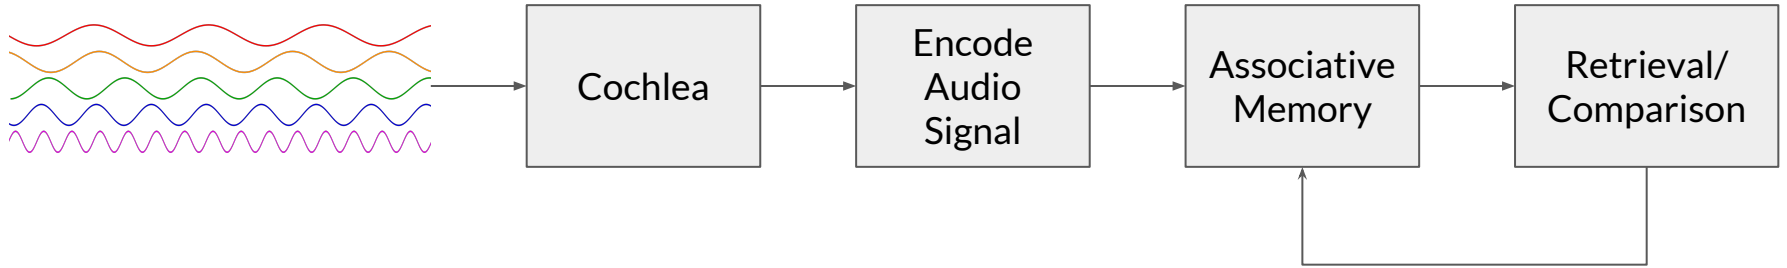 Cochlea
Encode
Audio
Signal
Associative
Memory
Retrieval/
Comparison